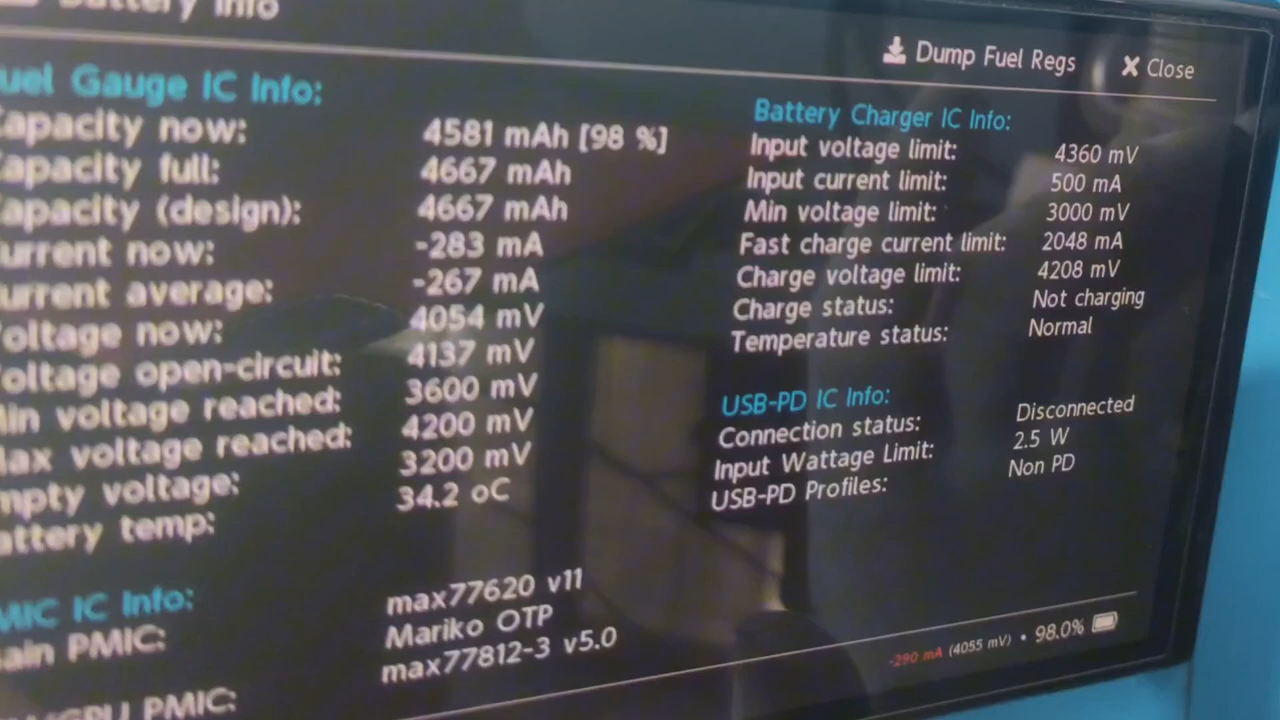 Battery Info
Dump Fuel Regs
Close
uel Gauge IC Info:
apacity now: 4581 mAh [98 %]
apacity full: 4667 mAh
apacity (design): 4667 mAh
urrent now: -283 mA
urrent average: -267 mA
oltage now: 4054 mV
oltage open-circuit: 4137 mV
in voltage reached: 3600 mV
ax voltage reached: 4200 mV
mpty voltage: 3200 mV
attery temp: 34.2 oC
MIC IC Info:
ain PMIC: max77620 v11
Mariko OTP
PMIC: max77812-3 v5.0
Battery Charger IC Info:
Input voltage limit: 4360 mV
Input current limit: 500 mA
Min voltage limit: 3000 mV
Fast charge current limit: 2048 mA
Charge voltage limit: 4208 mV
Charge status: Not charging
Temperature status: Normal
USB-PD IC Info:
Connection status: Disconnected
Input Wattage Limit: 2.5 W
USB-PD Profiles: Non PD
-290 mA (4055 mV) • 98.0%